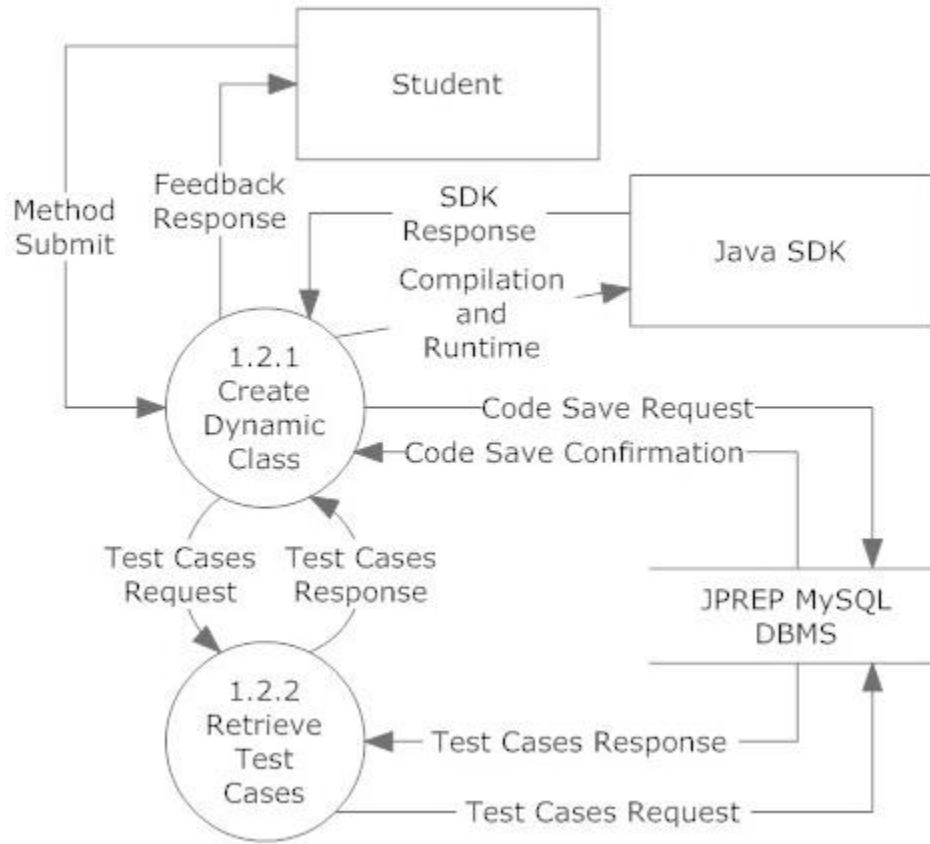 Student
Method
Submit
Feedback
Response
SDK
Response
Java SDK
Compilation
and
Runtime
1.2.1
Create
Dynamic
Class
Code Save Request
Code Save Confirmation
Test Cases
Request
Test Cases
Response
JPREP MySQL
DBMS
1.2.2
Retrieve
Test
Cases
Test Cases Response
Test Cases Request